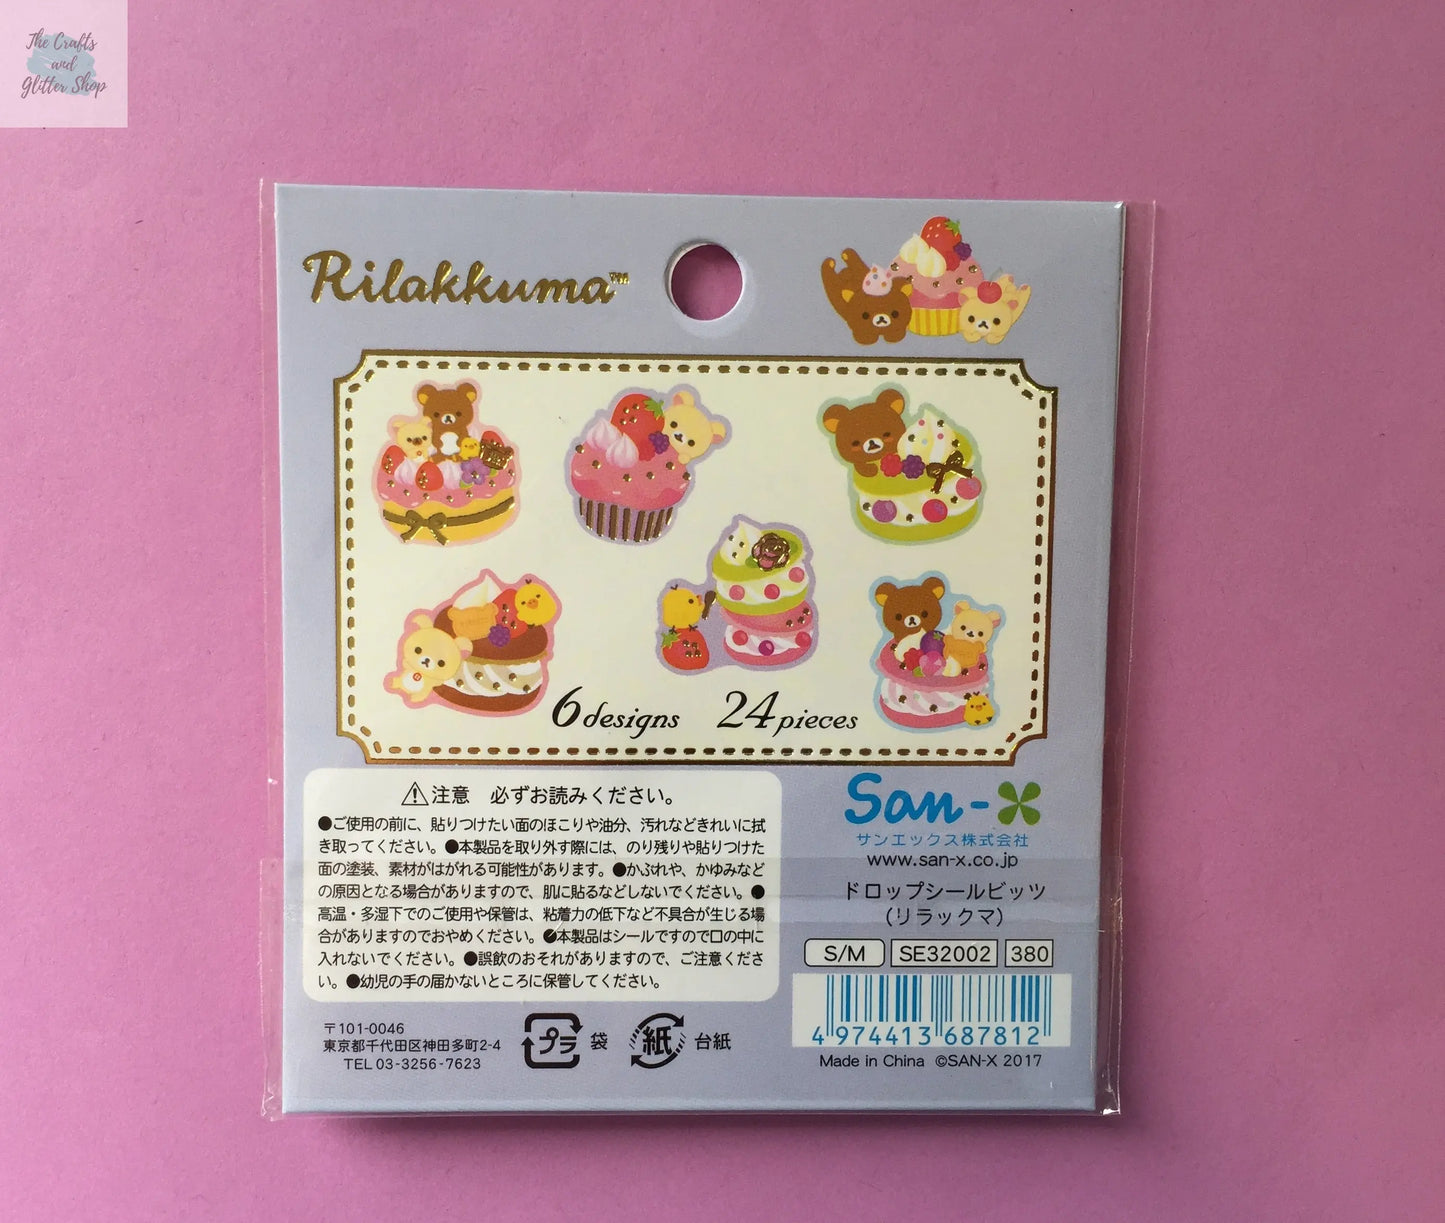 The Crafts
and
Glitter Shop
Rilakkuma™
6 designs 24 pieces
⚠注意 必ずお読みください。
●ご使用の前に、貼りつけたい面のほこりや油分、汚れなどきれいに拭
き取ってください。●本製品を取り外す際には、のり残りや貼りつけた
面の塗装、素材がはがれる可能性があります。●かぶれや、かゆみなど
の原因となる場合がありますので、肌に貼るなどしないでください。●
高温・多湿下でのご使用や保管は、粘着力の低下など不具合が生じる場
合がありますのでおやめください。●本製品はシールですので口の中に
入れないでください。●誤飲のおそれがありますので、ご注意くださ
い。●幼児の手の届かないところに保管してください。
〒101-0046
東京都千代田区神田多町2-4
TEL 03-3256-7623
プラ 袋
紙 台紙
San-X
サンエックス株式会社
www.san-x.co.jp
ドロップシールビッツ
(リラックマ)
S/M SE32002 380
4 974413 687812
Made in China ©SAN-X 2017